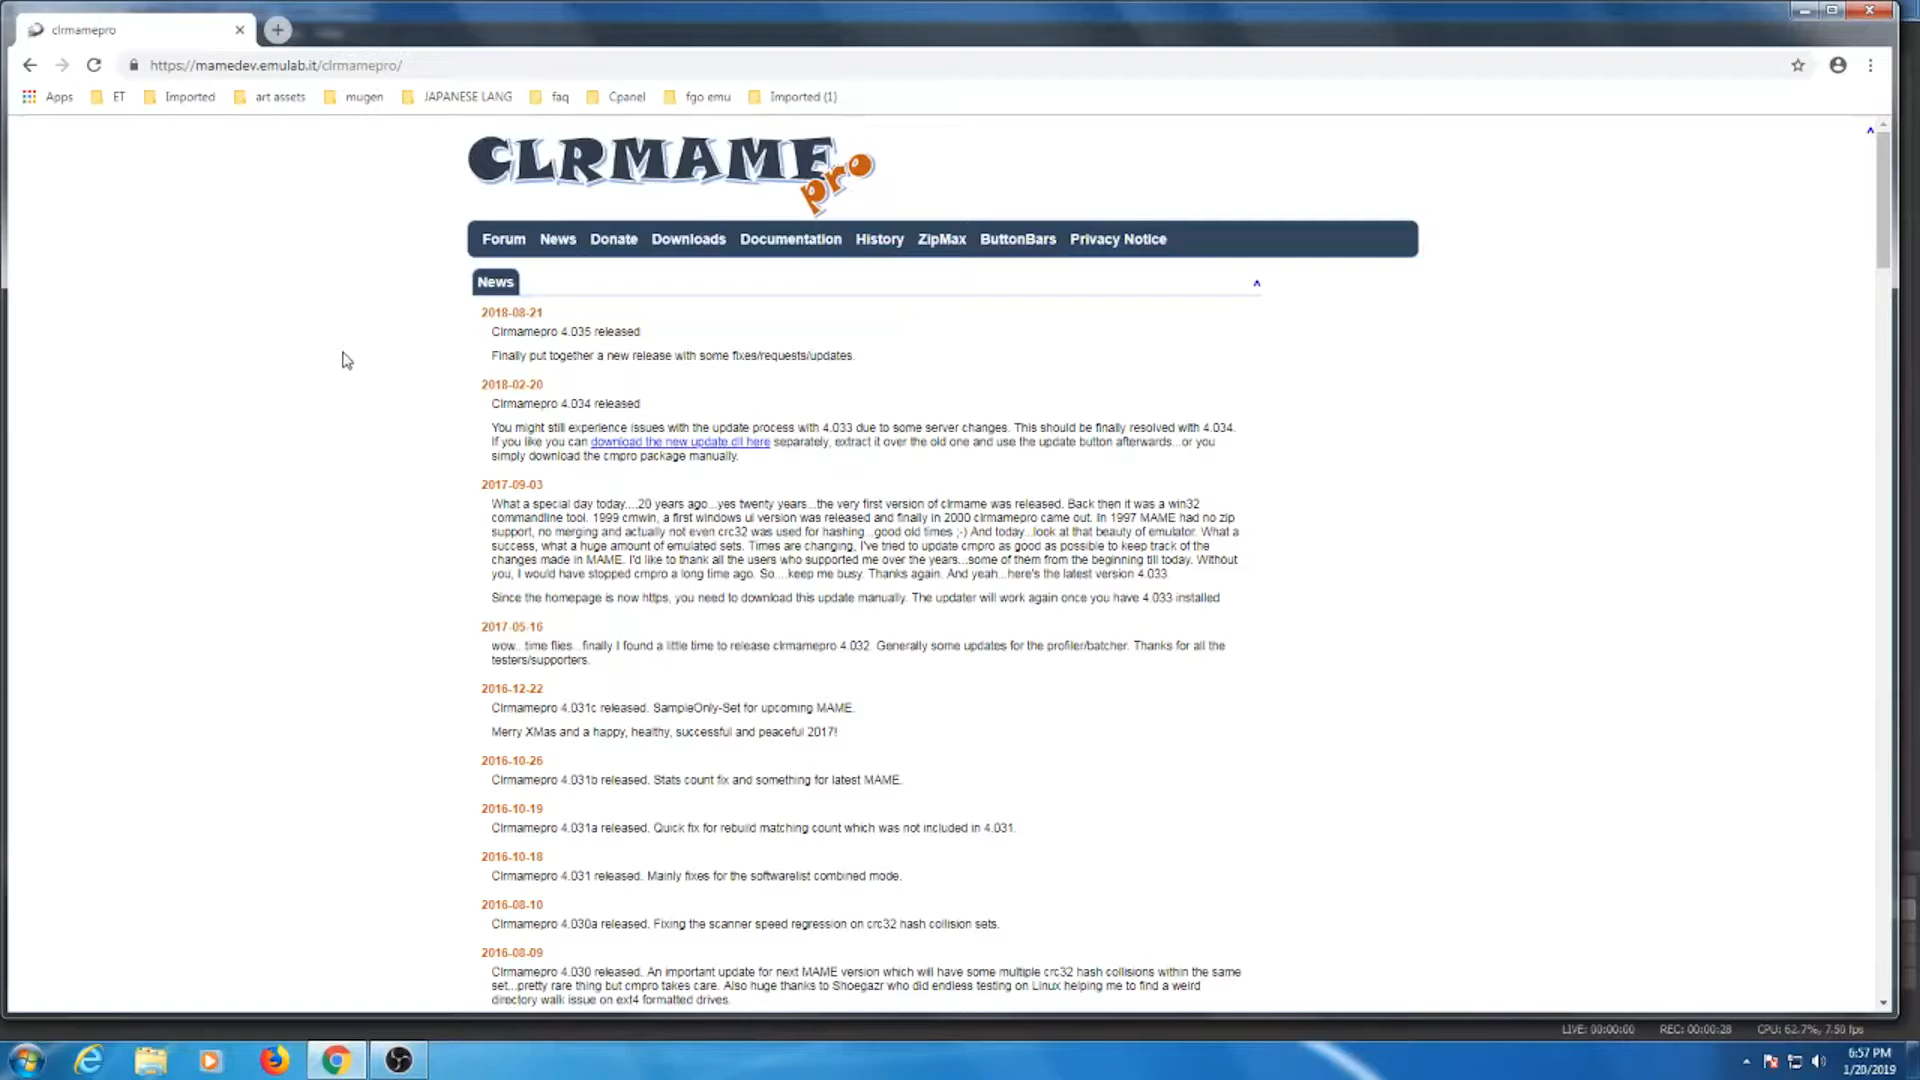 clrmamepro
https://mamedev.emulab.it/clrmamepro/
Apps ET Imported art assets mugen JAPANESE LANG faq Cpanel fgo emu Imported (1)
CLRMAME pro
Forum News Donate Downloads Documentation History ZipMax ButtonBars Privacy Notice
News
^
2018-08-21
Clrmamepro 4.035 released
Finally put together a new release with some fixes/requests/updates.
2018-02-20
Clrmamepro 4.034 released
You might still experience issues with the update process with 4.033 due to some server changes. This should be finally resolved with 4.034.
If you like you can download the new update.dll here separately, extract it over the old one and use the update button afterwards...or you
simply download the cmpro package manually.
2017-09-03
What a special day today....20 years ago...yes twenty years...the very first version of clrmame was released. Back then it was a win32
commandline tool. 1999 cmwin, a first windows ui version was released and finally in 2000 clrmamepro came out. In 1997 MAME had no zip
support, no merging and actually not even crc32 was used for hashing...good old times ;-) And today...look at that beauty of emulator. What a
success, what a huge amount of emulated sets. Times are changing, I've tried to update cmpro as good as possible to keep track of the
changes made in MAME. I'd like to thank all the users who supported me over the years...some of them from the beginning till today. Without
you, I would have stopped cmpro a long time ago. So....keep me busy. Thanks again. And yeah...here's the latest version 4.033
Since the homepage is now https, you need to download this update manually. The updater will work again once you have 4.033 installed
2017-05-16
wow...time flies...finally I found a little time to release clrmamepro 4.032. Generally some updates for the profiler/batcher. Thanks for all the
testers/supporters.
2016-12-22
Clrmamepro 4.031c released. SampleOnly-Set for upcoming MAME.
Merry XMas and a happy, healthy, successful and peaceful 2017!
2016-10-26
Clrmamepro 4.031b released. Stats count fix and something for latest MAME.
2016-10-19
Clrmamepro 4.031a released. Quick fix for rebuild matching count which was not included in 4.031.
2016-10-18
Clrmamepro 4.031 released. Mainly fixes for the softwarelist combined mode.
2016-08-10
Clrmamepro 4.030a released. Fixing the scanner speed regression on crc32 hash collision sets.
2016-08-09
Clrmamepro 4.030 released. An important update for next MAME version which will have some multiple crc32 hash collisions within the same
set...pretty rare thing but cmpro takes care. Also huge thanks to Shoegazr who did endless testing on Linux helping me to find a weird
directory walk issue on ext4 formatted drives.
LIVE: 00:00:00 REC: 00:00:28 CPU: 62.7%, 7.50 fps
6:57 PM
1/20/2019